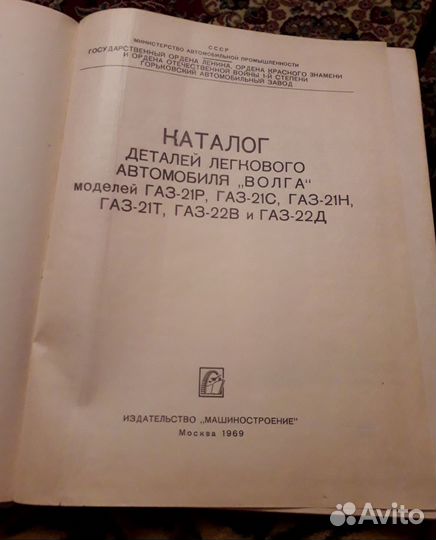 СССР
МИНИСТЕРСТВО АВТОМОБИЛЬНОЙ ПРОМЫШЛЕННОСТИ
ГОСУДАРСТВЕННЫЙ ОРДЕНА ЛЕНИНА, ОРДЕНА КРАСНОГО ЗНАМЕНИ
И ОРДЕНА ОТЕЧЕСТВЕННОЙ ВОЙНЫ 1-й СТЕПЕНИ
ГОРЬКОВСКИЙ АВТОМОБИЛЬНЫЙ ЗАВОД
КАТАЛОГ
ДЕТАЛЕЙ ЛЕГКОВОГО
АВТОМОБИЛЯ „ВОЛГА"
моделей ГАЗ-21Р, ГАЗ-21С, ГАЗ-21Н,
ГАЗ-21Т, ГАЗ-22В и ГАЗ-22Д
ИЗДАТЕЛЬСТВО „МАШИНОСТРОЕНИЕ"
Москва 1969
Avito